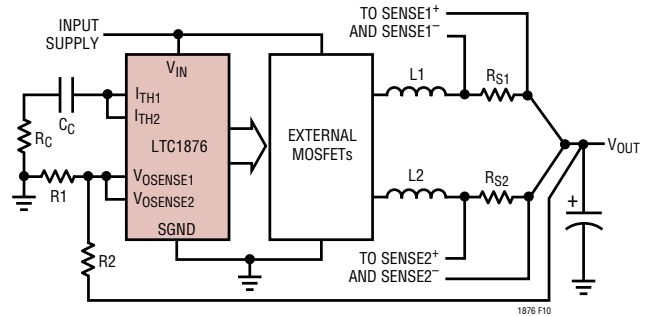 INPUT
SUPPLY
TO SENSE1+
AND SENSE1–
VIN
ITH1
ITH2
LTC1876
VOSENSE1
VOSENSE2
SGND
EXTERNAL
MOSFETs
CC
RC
R1
R2
L1
RS1
L2
RS2
VOUT
+
TO SENSE2+
AND SENSE2–
1876 F10